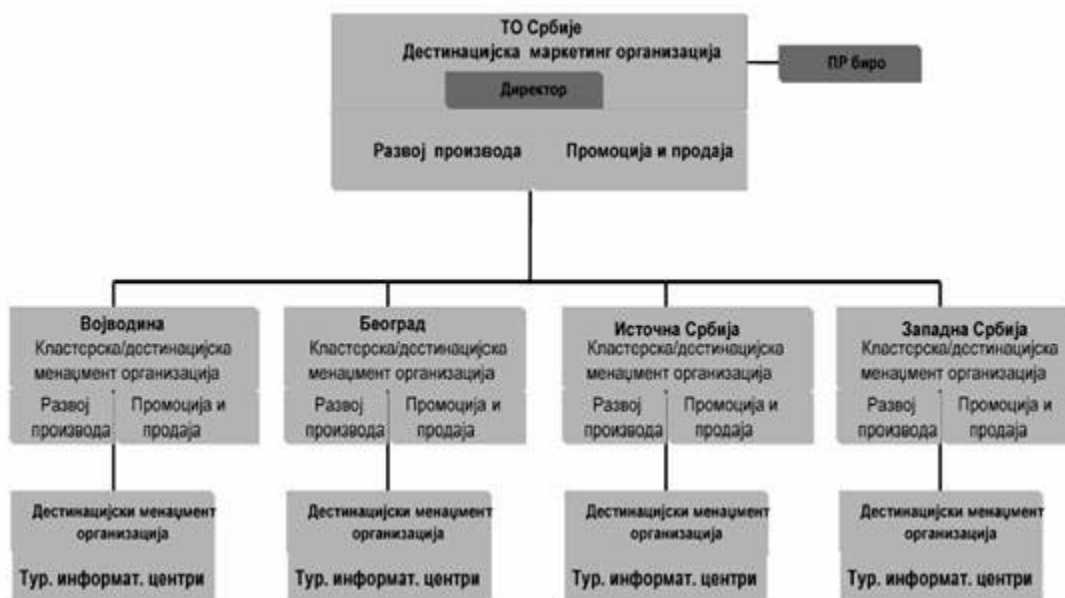 ТО Србије
Дестинацијска маркетинг организација
ПР биро
Директор
Развој производа
Промоција и продаја
Војводина
Кластерска/дестинацијска
менаџмент организација
Развој
производа
Промоција и
продаја
Београд
Кластерска/дестинацијска
менаџмент организација
Развој
производа
Промоција и
продаја
Источна Србија
Кластерска/дестинацијска
менаџмент организација
Развој
производа
Промоција и
продаја
Западна Србија
Кластерска/дестинацијска
менаџмент организација
Развој
производа
Промоција и
продаја
Дестинацијски менаџмент
организација
Тур. информат. центри
Дестинацијски менаџмент
организација
Тур. информат. центри
Дестинацијски менаџмент
организација
Тур. информат. центри
Дестинацијски менаџмент
организација
Тур. информат. центри